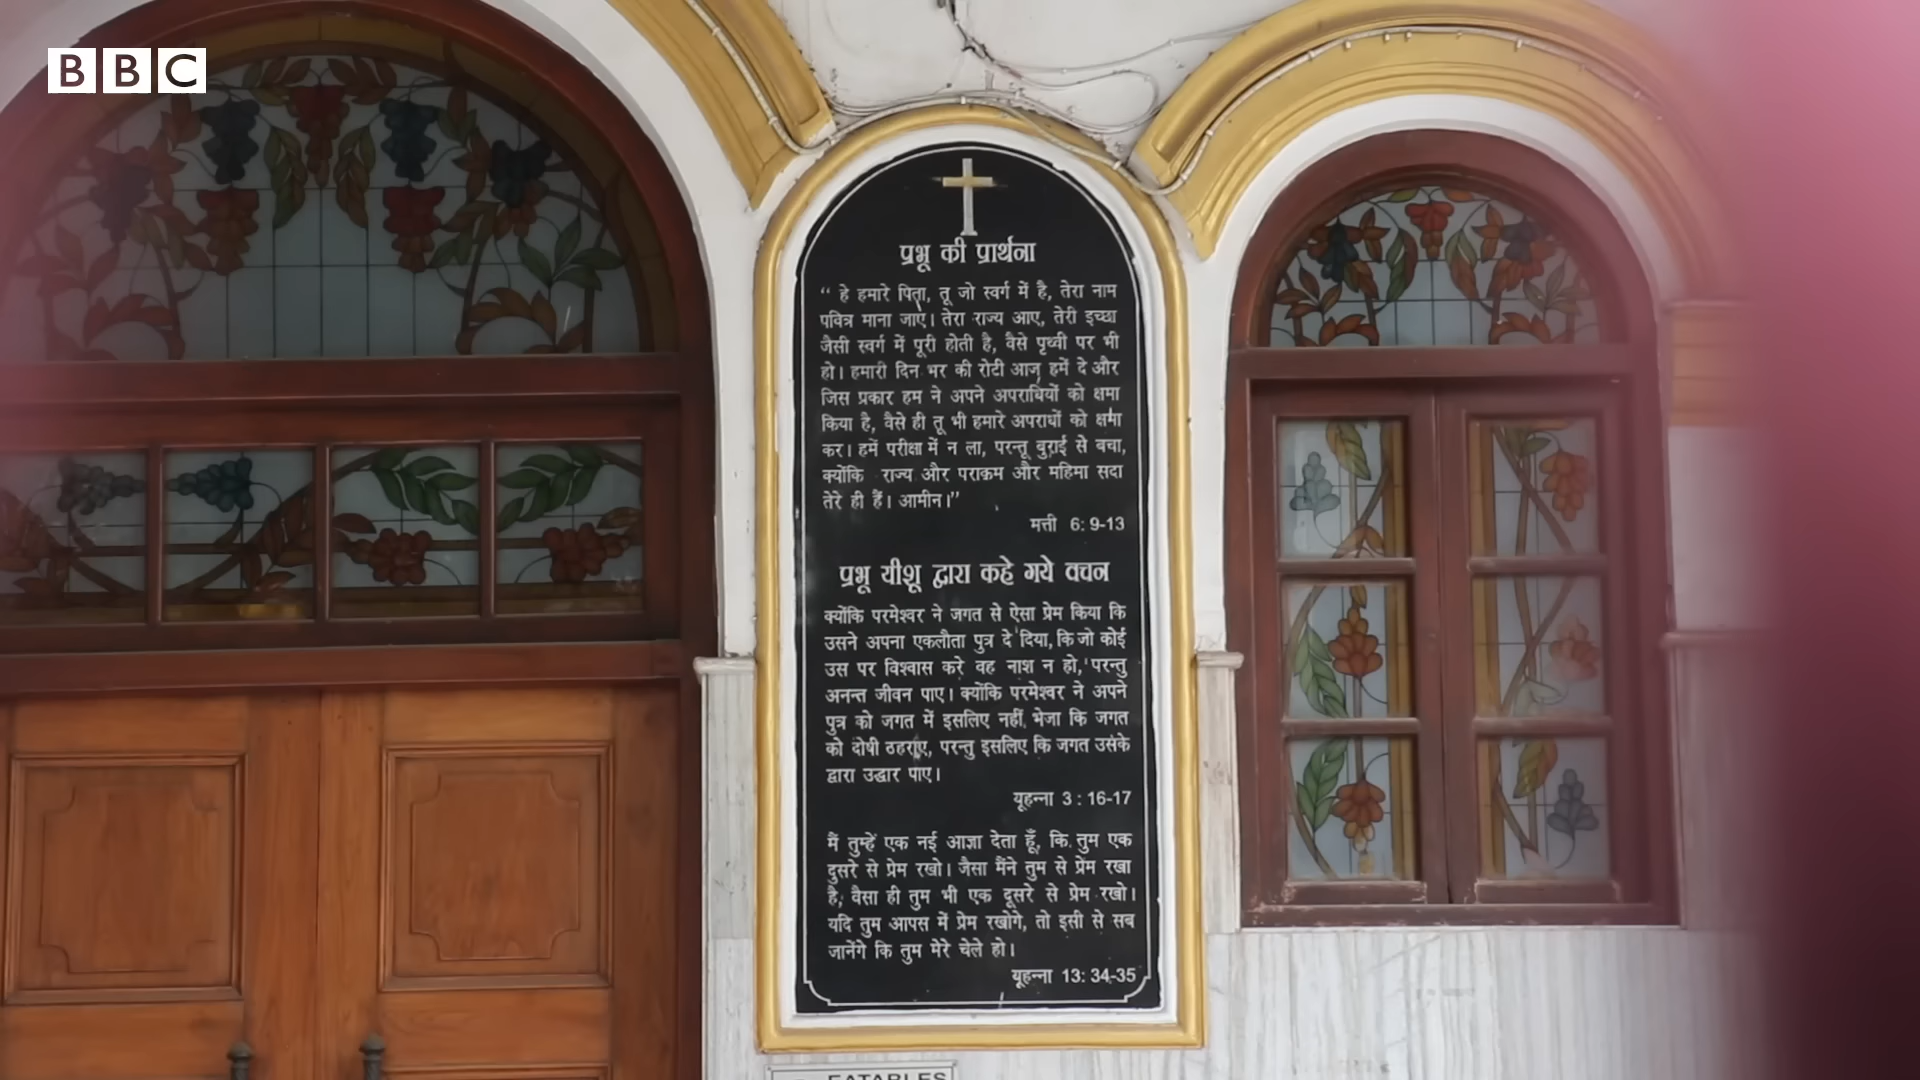 BBC
प्रभू की प्रार्थना
“ हे हमारे पिता, तू जो स्वर्ग में है, तेरा नाम
पवित्र माना जाए। तेरा राज्य आए, तेरी इच्छा
जैसी स्वर्ग में पूरी होती है, वैसे पृथ्वी पर भी
हो। हमारी दिन भर की रोटी आज हमें दे और
जिस प्रकार हम ने अपने अपराधियों को क्षमा
किया है, वैसे ही तू भी हमारे अपराधों को क्षमा
कर। हमें परीक्षा में न ला, परन्तू बुराई से बचा,
क्योंकि राज्य और पराक्रम और महिमा सदा
तेरे ही हैं। आमीन।”
मत्ती 6: 9-13
प्रभू यीशू द्वारा कहे गये वचन
क्योंकि परमेश्वर ने जगत से ऐसा प्रेम किया कि
उसने अपना एकलौता पुत्र दे दिया, कि जो कोई
उस पर विश्वास करे वह नाश न हो, परन्तु
अनन्त जीवन पाए। क्योंकि परमेश्वर ने अपने
पुत्र को जगत में इसलिए नहीं भेजा कि जगत
को दोषी ठहराए, परन्तु इसलिए कि जगत उसके
द्वारा उद्धार पाए।
यूहन्ना 3 : 16-17
मैं तुम्हें एक नई आज्ञा देता हूँ, कि तुम एक
दुसरे से प्रेम रखो। जैसा मैंने तुम से प्रेम रखा
है, वैसा ही तुम भी एक दूसरे से प्रेम रखो।
यदि तुम आपस में प्रेम रखोगे, तो इसी से सब
जानेंगे कि तुम मेरे चेले हो।
यूहन्ना 13: 34-35
EATABLES